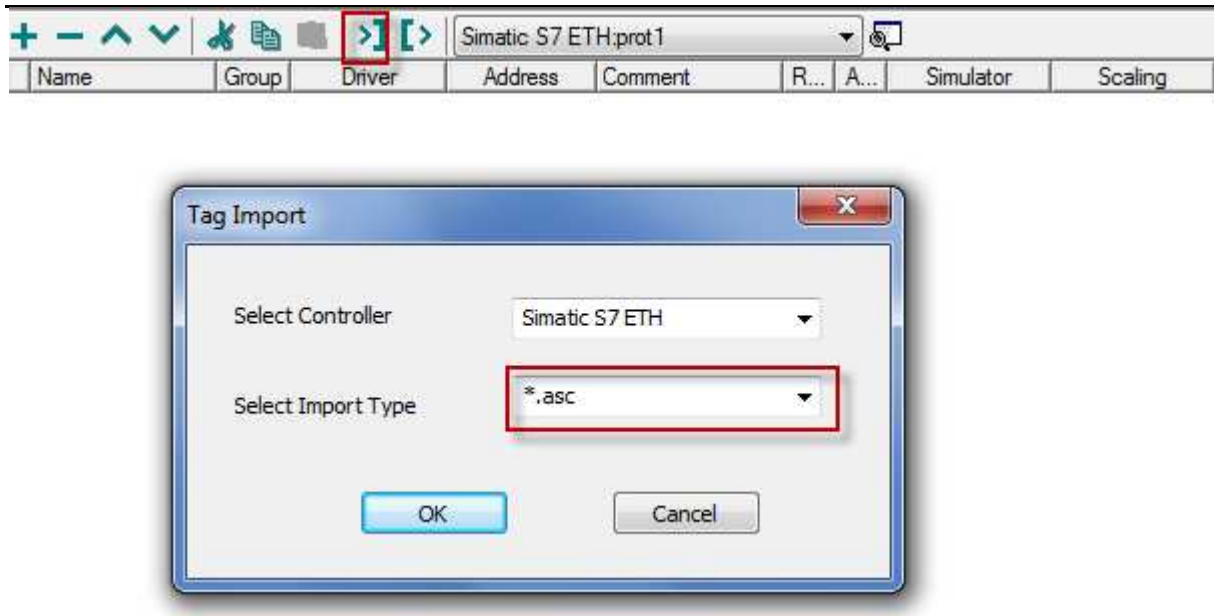 Simatic S7 ETH:prot1
Name Group Driver Address Comment R... A... Simulator Scaling
Tag Import
Select Controller Simatic S7 ETH
Select Import Type *.asc
OK Cancel